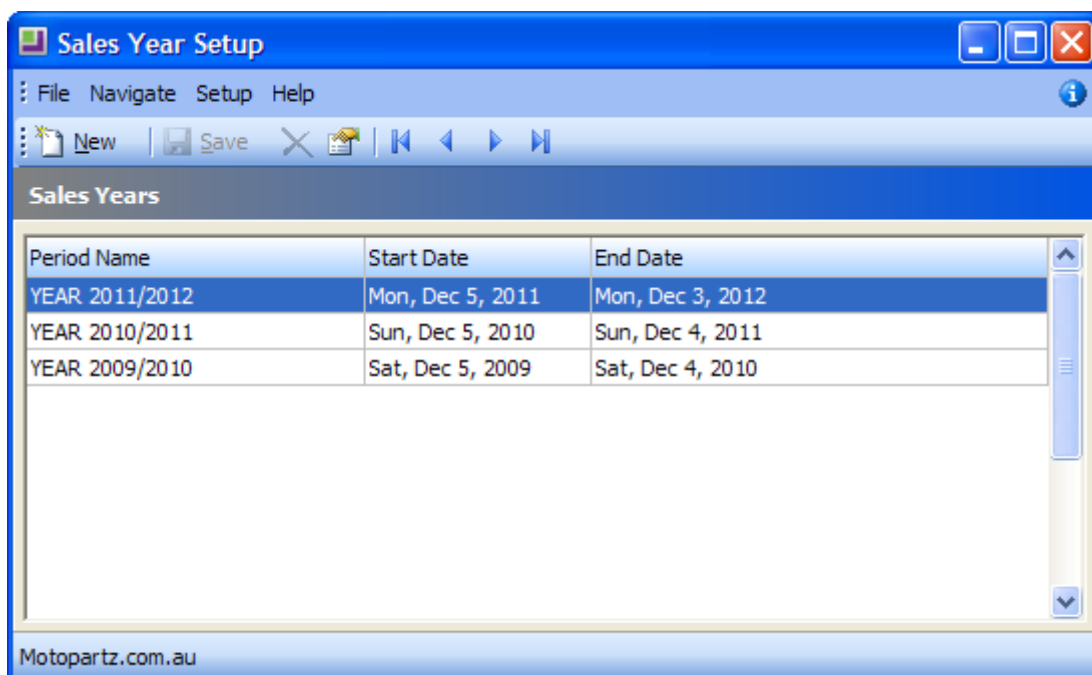 Sales Year Setup
File Navigate Setup Help
New Save
Sales Years
Period Name Start Date End Date
YEAR 2011/2012 Mon, Dec 5, 2011 Mon, Dec 3, 2012
YEAR 2010/2011 Sun, Dec 5, 2010 Sun, Dec 4, 2011
YEAR 2009/2010 Sat, Dec 5, 2009 Sat, Dec 4, 2010
Motopartz.com.au